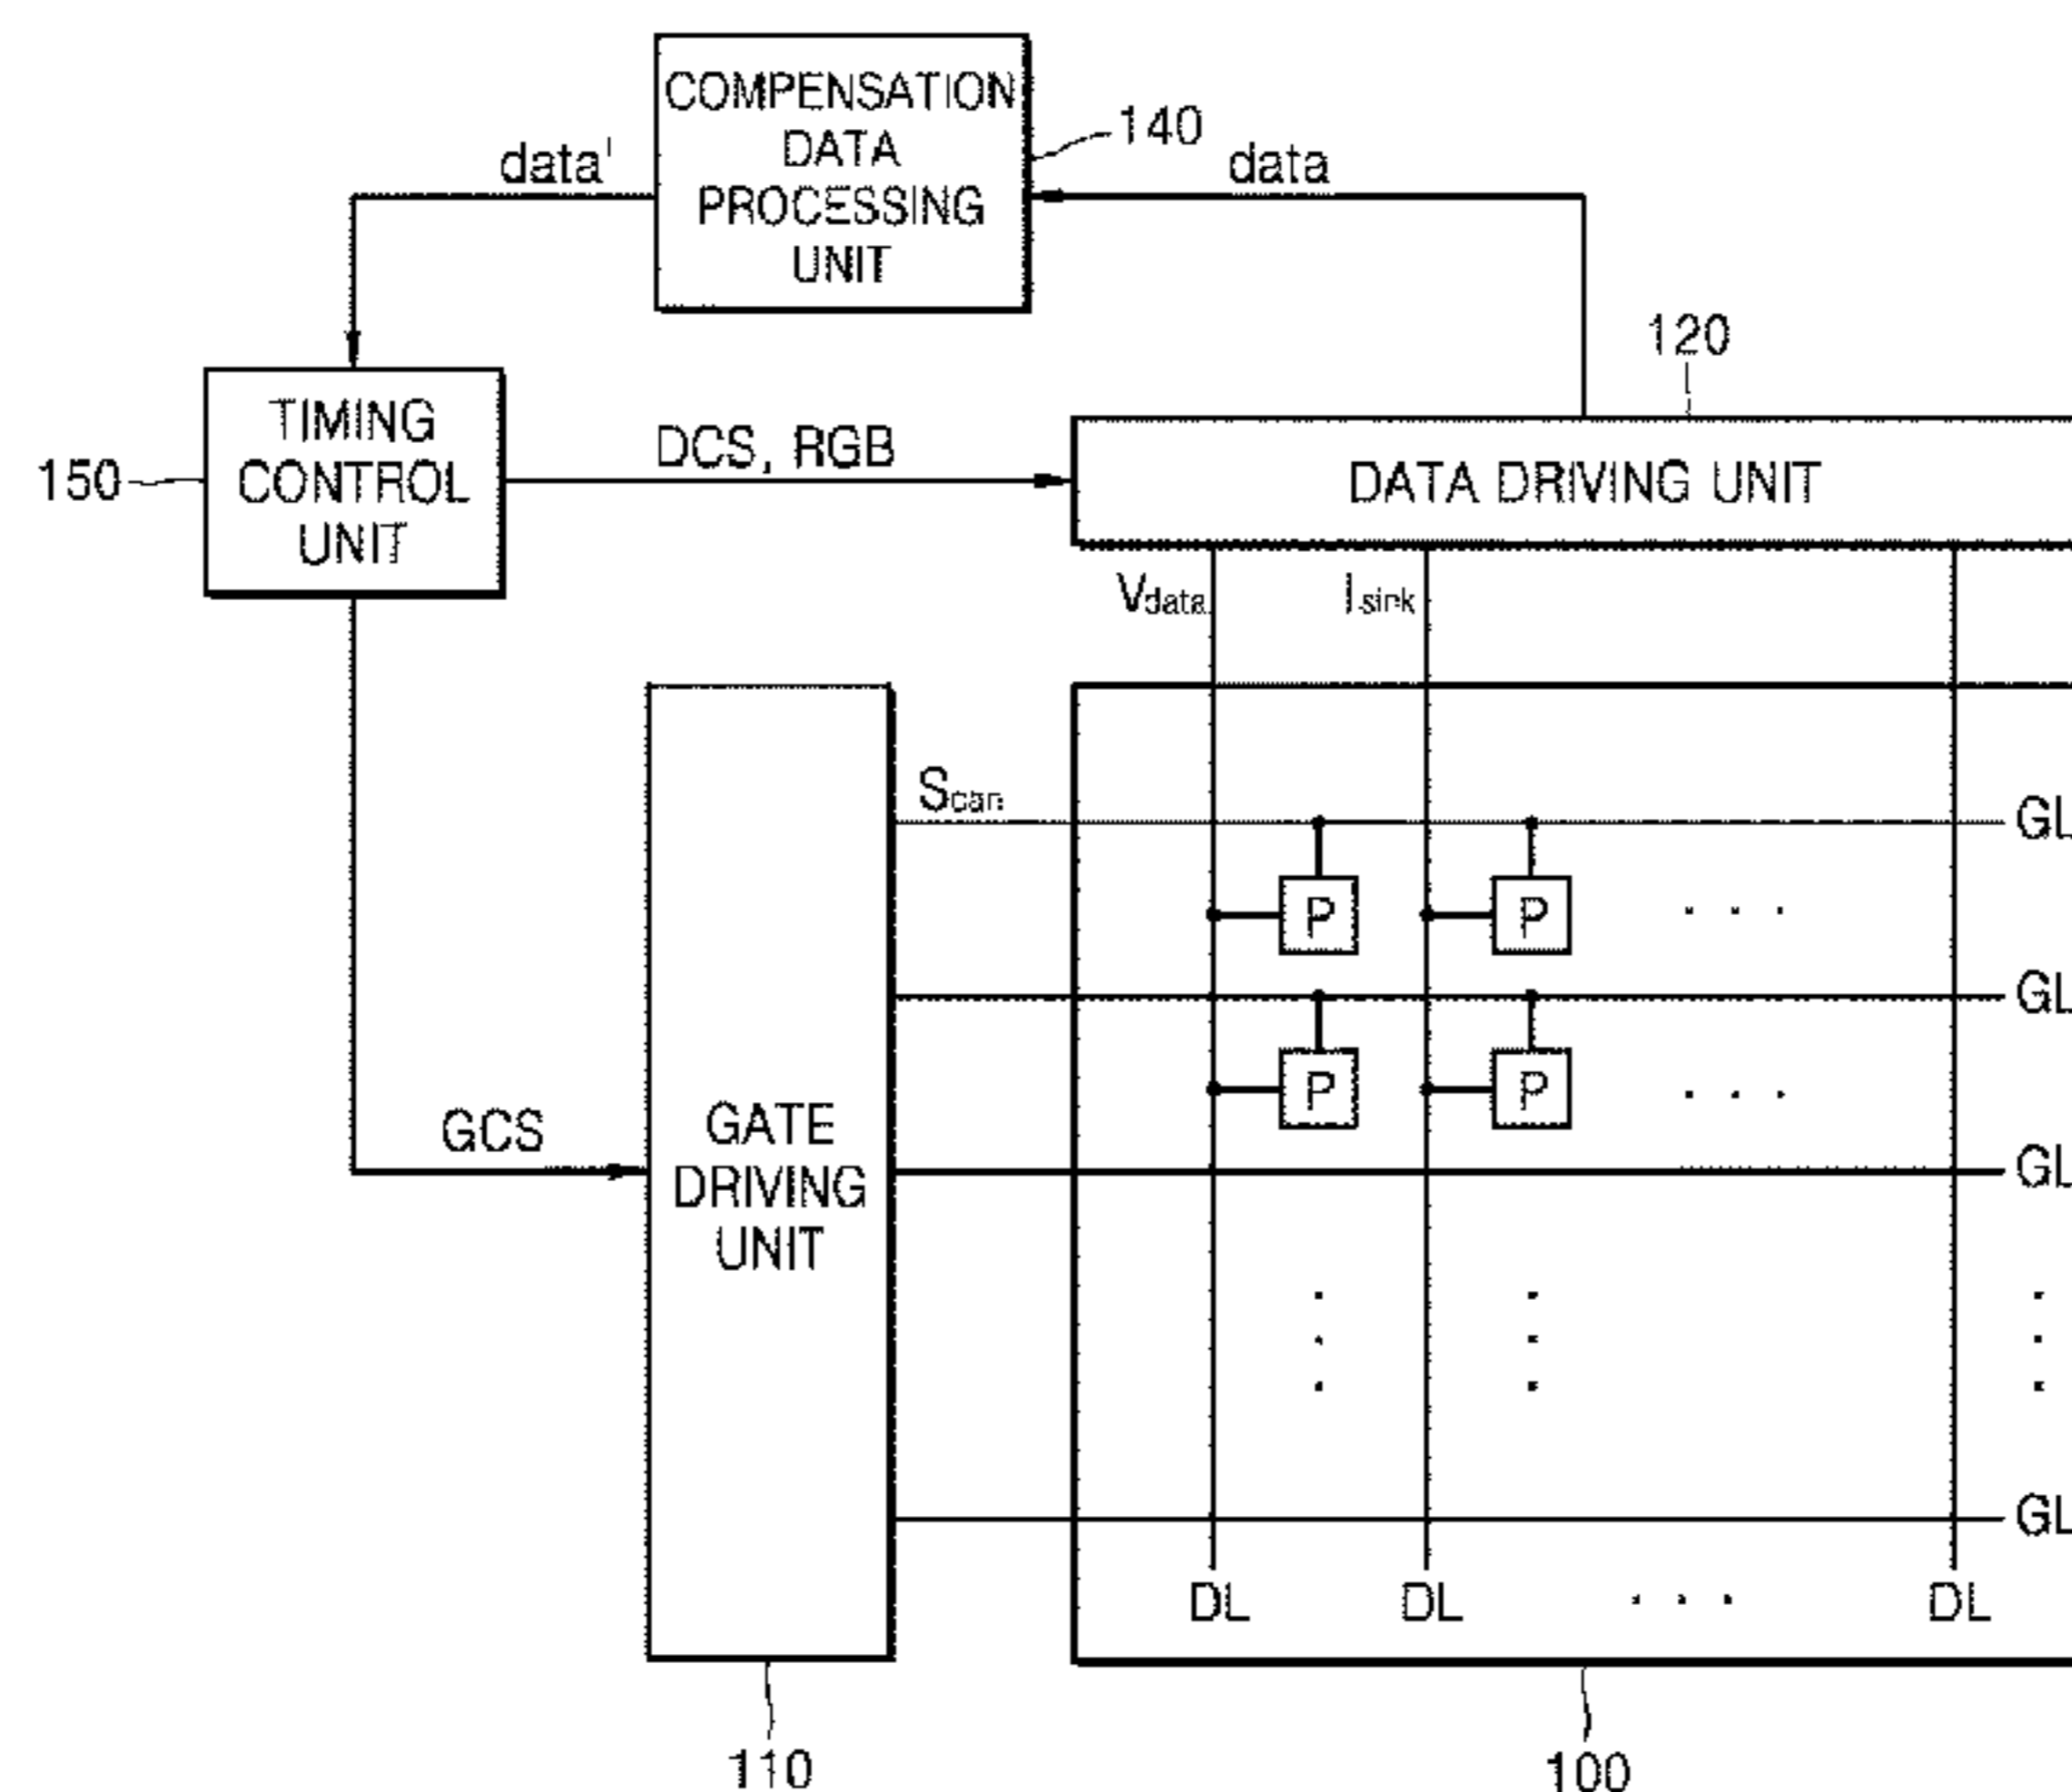 COMPENSATION
DATA
PROCESSING
UNIT
140
data'
data
120
TIMING
CONTROL
UNIT
150
DCS, RGB
DATA DRIVING UNIT
Vdata
Isink
Scan
GL
P
P
. . .
GL
P
P
. . .
GCS
GATE
DRIVING
UNIT
GL
GL
DL
DL
. . .
DL
110
100